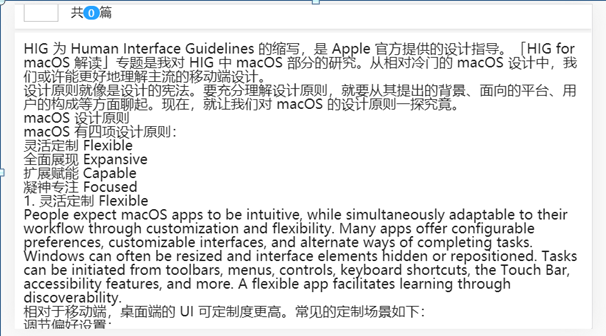 共0篇
HIG 为 Human Interface Guidelines 的缩写，是 Apple 官方提供的设计指导。「HIG for
macOS 解读」专题是我对 HIG 中 macOS 部分的研究。从相对冷门的 macOS 设计中，我
们或许能更好地理解主流的移动端设计。
设计原则就像是设计的宪法。要充分理解设计原则，就要从其提出的背景、面向的平台、用
户的构成等方面聊起。现在，就让我们对 macOS 的设计原则一探究竟。
macOS 设计原则
macOS 有四项设计原则：
灵活定制 Flexible
全面展现 Expansive
扩展赋能 Capable
凝神专注 Focused
1. 灵活定制 Flexible
People expect macOS apps to be intuitive, while simultaneously adaptable to their
workflow through customization and flexibility. Many apps offer configurable
preferences, customizable interfaces, and alternate ways of completing tasks.
Windows can often be resized and interface elements hidden or repositioned. Tasks
can be initiated from toolbars, menus, controls, keyboard shortcuts, the Touch Bar,
accessibility features, and more. A flexible app facilitates learning through
discoverability.
相对于移动端，桌面端的 UI 可定制度更高。常见的定制场景如下：
调节偏好设置：